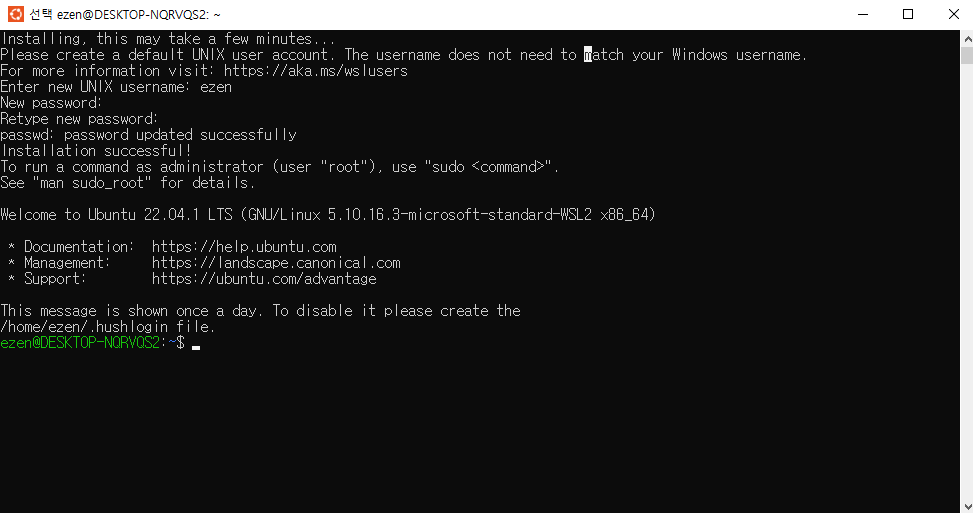 선택 ezen@DESKTOP-NQRVQS2: ~
Installing, this may take a few minutes...
Please create a default UNIX user account. The username does not need to match your Windows username.
For more information visit: https://aka.ms/wslusers
Enter new UNIX username: ezen
New password:
Retype new password:
passwd: password updated successfully
Installation successful!
To run a command as administrator (user "root"), use "sudo <command>".
See "man sudo_root" for details.
Welcome to Ubuntu 22.04.1 LTS (GNU/Linux 5.10.16.3-microsoft-standard-WSL2 x86_64)
* Documentation:  https://help.ubuntu.com
* Management:     https://landscape.canonical.com
* Support:        https://ubuntu.com/advantage
This message is shown once a day. To disable it please create the
/home/ezen/.hushlogin file.
ezen@DESKTOP-NQRVQS2:~$